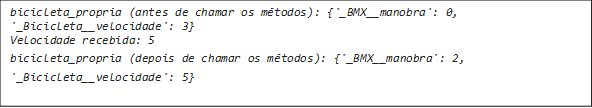 bicicleta_propria (antes de chamar os métodos): {'_BMX__manobra': 0,
'_Bicicleta__velocidade': 3}
Velocidade recebida: 5
bicicleta_propria (depois de chamar os métodos): {'_BMX__manobra': 2,
'_Bicicleta__velocidade': 5}